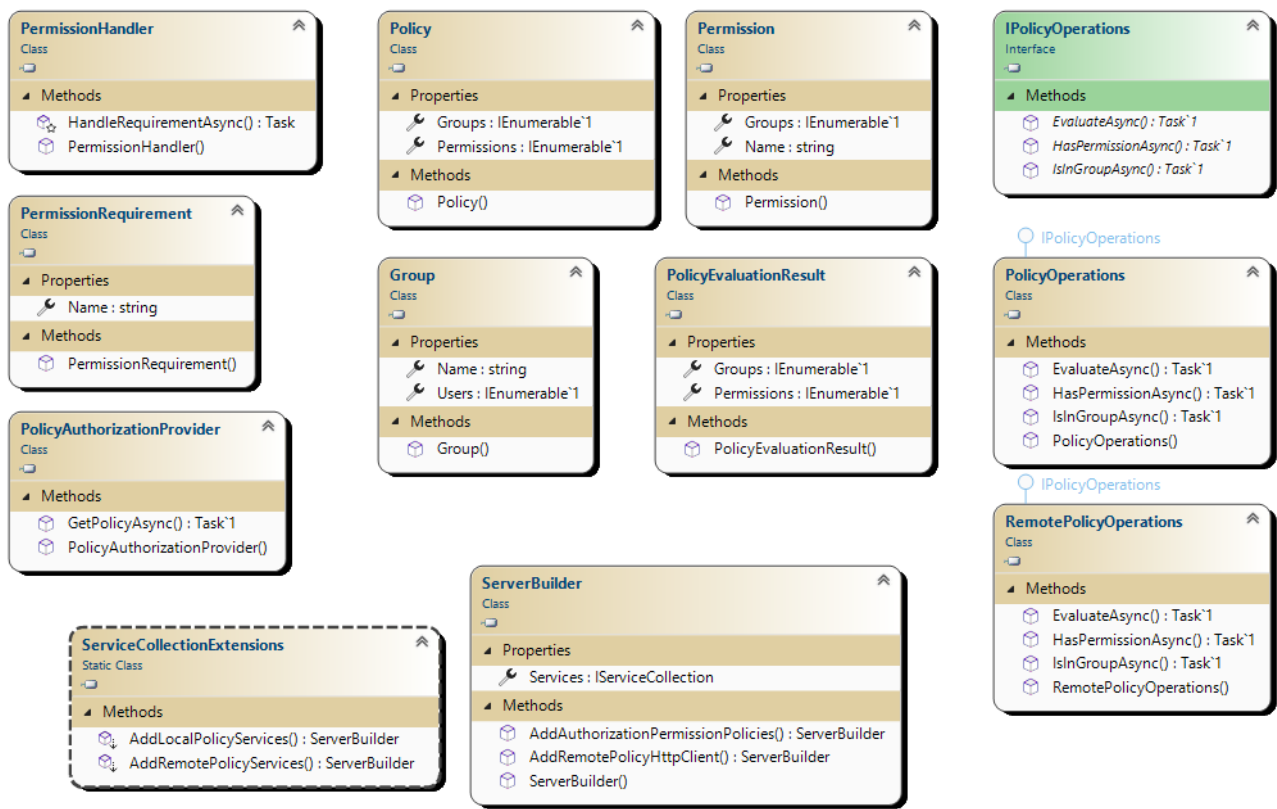 PermissionHandler
Class
Methods
HandleRequirementAsync() : Task
PermissionHandler()
PermissionRequirement
Class
Properties
Name : string
Methods
PermissionRequirement()
PolicyAuthorizationProvider
Class
Methods
GetPolicyAsync() : Task`1
PolicyAuthorizationProvider()
Policy
Class
Properties
Groups : IEnumerable`1
Permissions : IEnumerable`1
Methods
Policy()
Permission
Class
Properties
Groups : IEnumerable`1
Name : string
Methods
Permission()
Group
Class
Properties
Name : string
Users : IEnumerable`1
Methods
Group()
PolicyEvaluationResult
Class
Properties
Groups : IEnumerable`1
Permissions : IEnumerable`1
Methods
PolicyEvaluationResult()
IPolicyOperations
Interface
Methods
EvaluateAsync() : Task`1
HasPermissionAsync() : Task`1
IsInGroupAsync() : Task`1
IPolicyOperations
PolicyOperations
Class
Methods
EvaluateAsync() : Task`1
HasPermissionAsync() : Task`1
IsInGroupAsync() : Task`1
PolicyOperations()
IPolicyOperations
RemotePolicyOperations
Class
Methods
EvaluateAsync() : Task`1
HasPermissionAsync() : Task`1
IsInGroupAsync() : Task`1
RemotePolicyOperations()
ServiceCollectionExtensions
Static Class
Methods
AddLocalPolicyServices() : ServerBuilder
AddRemotePolicyServices() : ServerBuilder
ServerBuilder
Class
Properties
Services : IServiceCollection
Methods
AddAuthorizationPermissionPolicies() : ServerBuilder
AddRemotePolicyHttpClient() : ServerBuilder
ServerBuilder()